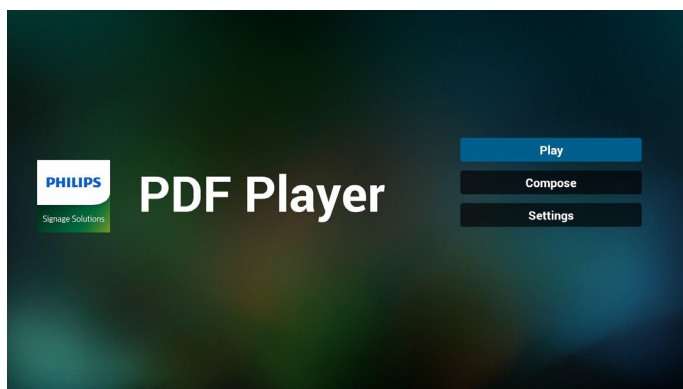 PHILIPS
Signage Solutions
PDF Player
Play
Compose
Settings